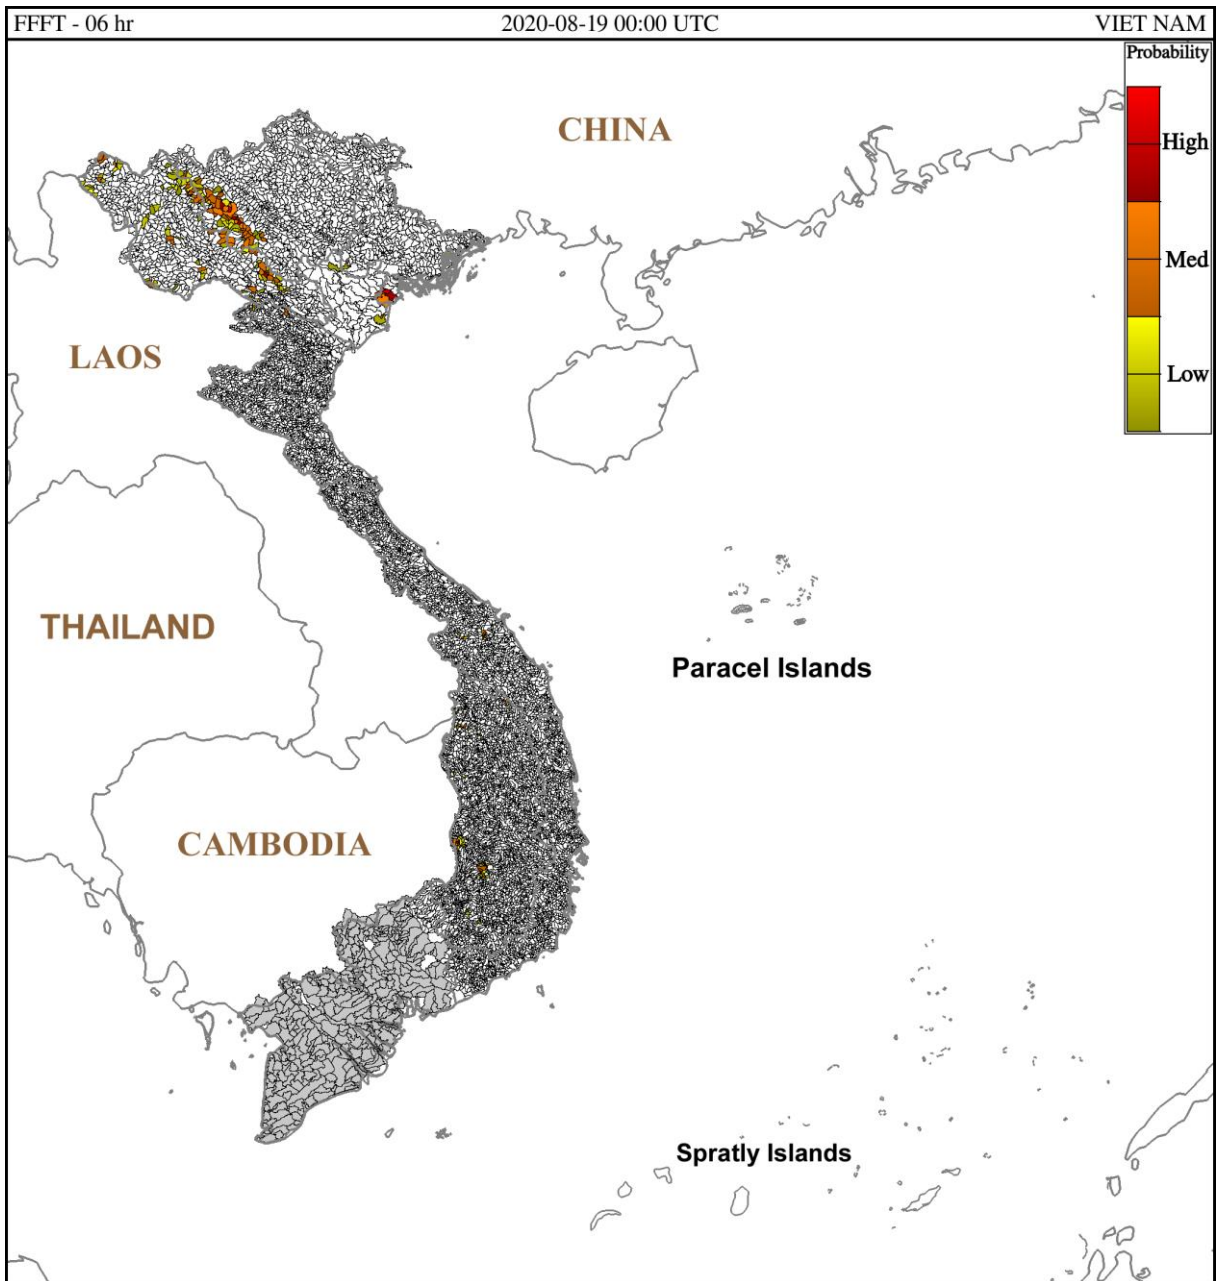 FFFT - 06 hr 2020-08-19 00:00 UTC VIET NAM
Probability
CHINA
High
Med
LAOS
Low
THAILAND
Paracel Islands
CAMBODIA
Spratly Islands